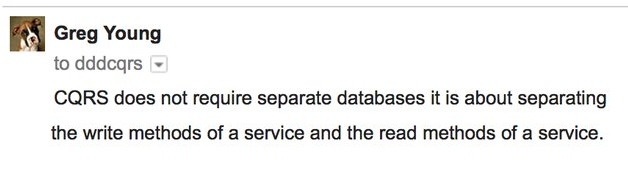 Greg Young
to dddcqrs
CQRS does not require separate databases it is about separating
the write methods of a service and the read methods of a service.